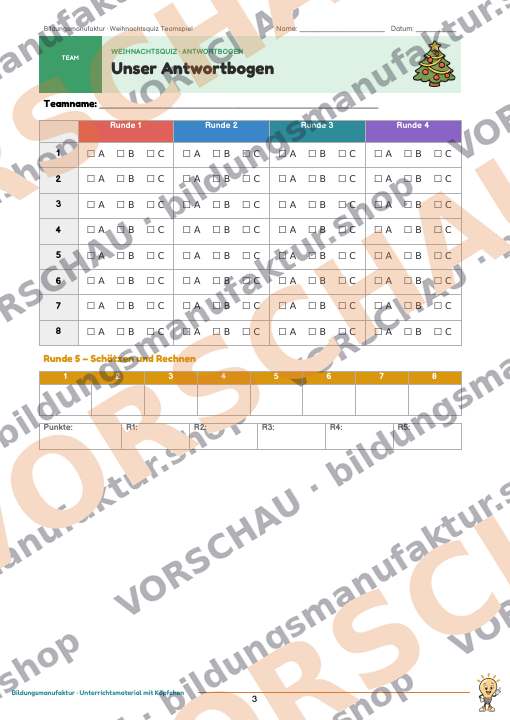 Bildungsmanufaktur · Weihnachtsquiz Teamspiel Name: Datum:
TEAM
WEIHNACHTSQUIZ · ANTWORTBOGEN
Unser Antwortbogen
Teamname:
Runde 1 Runde 2 Runde 3 Runde 4
1 ☐ A ☐ B ☐ C ☐ A ☐ B ☐ C ☐ A ☐ B ☐ C ☐ A ☐ B ☐ C
2 ☐ A ☐ B ☐ C ☐ A ☐ B ☐ C ☐ A ☐ B ☐ C ☐ A ☐ B ☐ C
3 ☐ A ☐ B ☐ C ☐ A ☐ B ☐ C ☐ A ☐ B ☐ C ☐ A ☐ B ☐ C
4 ☐ A ☐ B ☐ C ☐ A ☐ B ☐ C ☐ A ☐ B ☐ C ☐ A ☐ B ☐ C
5 ☐ A ☐ B ☐ C ☐ A ☐ B ☐ C ☐ A ☐ B ☐ C ☐ A ☐ B ☐ C
6 ☐ A ☐ B ☐ C ☐ A ☐ B ☐ C ☐ A ☐ B ☐ C ☐ A ☐ B ☐ C
7 ☐ A ☐ B ☐ C ☐ A ☐ B ☐ C ☐ A ☐ B ☐ C ☐ A ☐ B ☐ C
8 ☐ A ☐ B ☐ C ☐ A ☐ B ☐ C ☐ A ☐ B ☐ C ☐ A ☐ B ☐ C
Runde 5 – Schätzen und Rechnen
1 2 3 4 5 6 7 8
Punkte: R1: R2: R3: R4: R5:
VORSCHAU · bildungsmanufaktur.shop
Bildungsmanufaktur · Unterrichtsmaterial mit Köpfchen
3